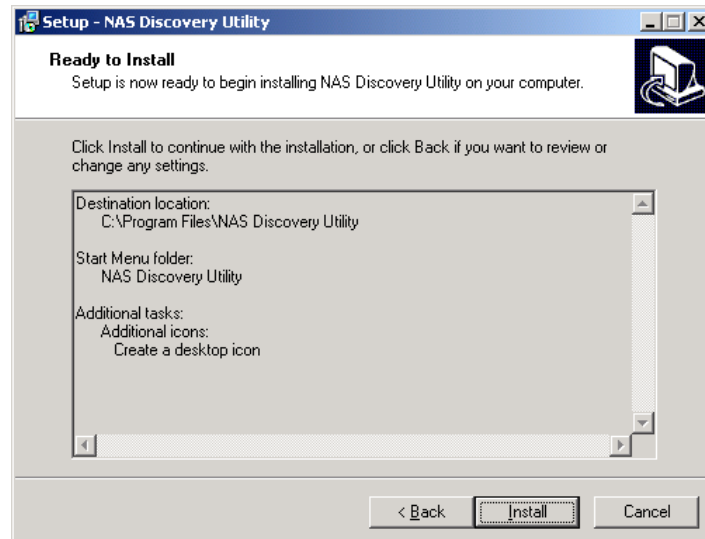 Setup - NAS Discovery Utility
Ready to Install
Setup is now ready to begin installing NAS Discovery Utility on your computer.
Click Install to continue with the installation, or click Back if you want to review or
change any settings.
Destination location:
C:\Program Files\NAS Discovery Utility
Start Menu folder:
NAS Discovery Utility
Additional tasks:
Additional icons:
Create a desktop icon
< Back
Install
Cancel